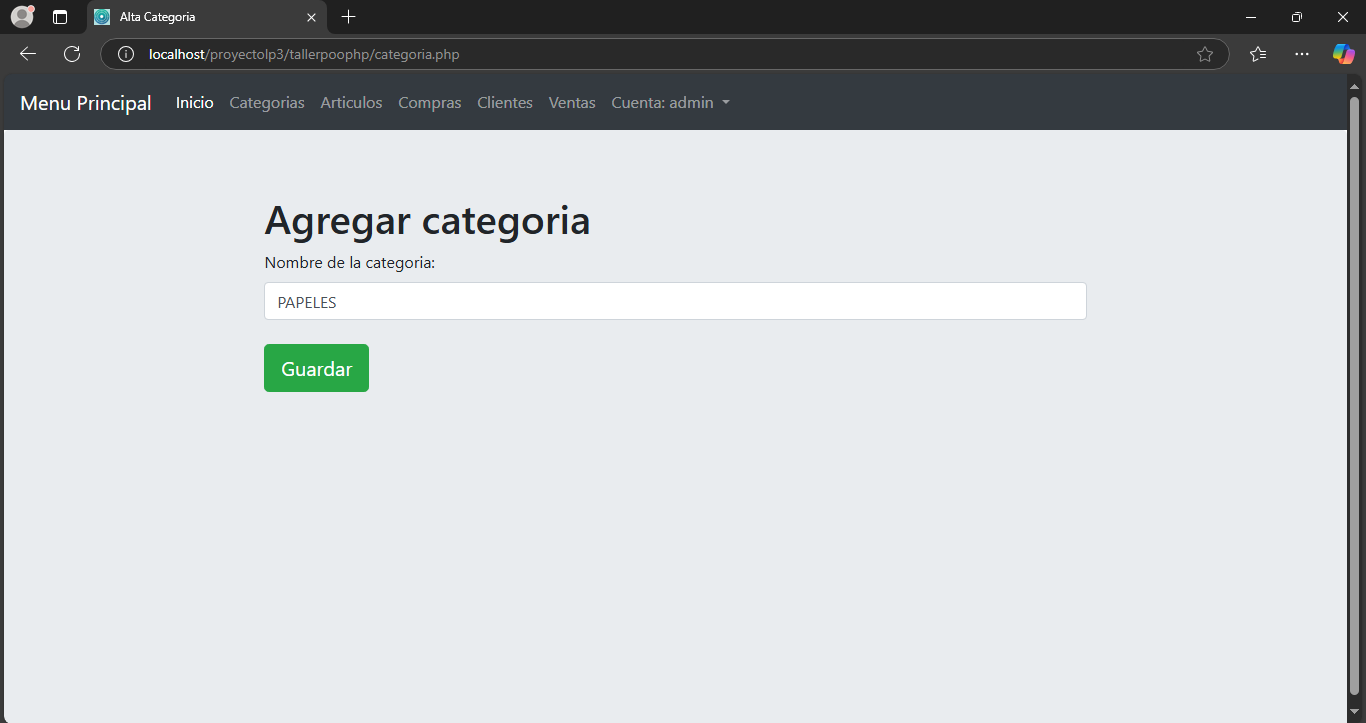 Alta Categoria
localhost/proyectolp3/tallerpoophp/categoria.php
Menu Principal Inicio Categorias Articulos Compras Clientes Ventas Cuenta: admin
Agregar categoria
Nombre de la categoria:
PAPELES
Guardar